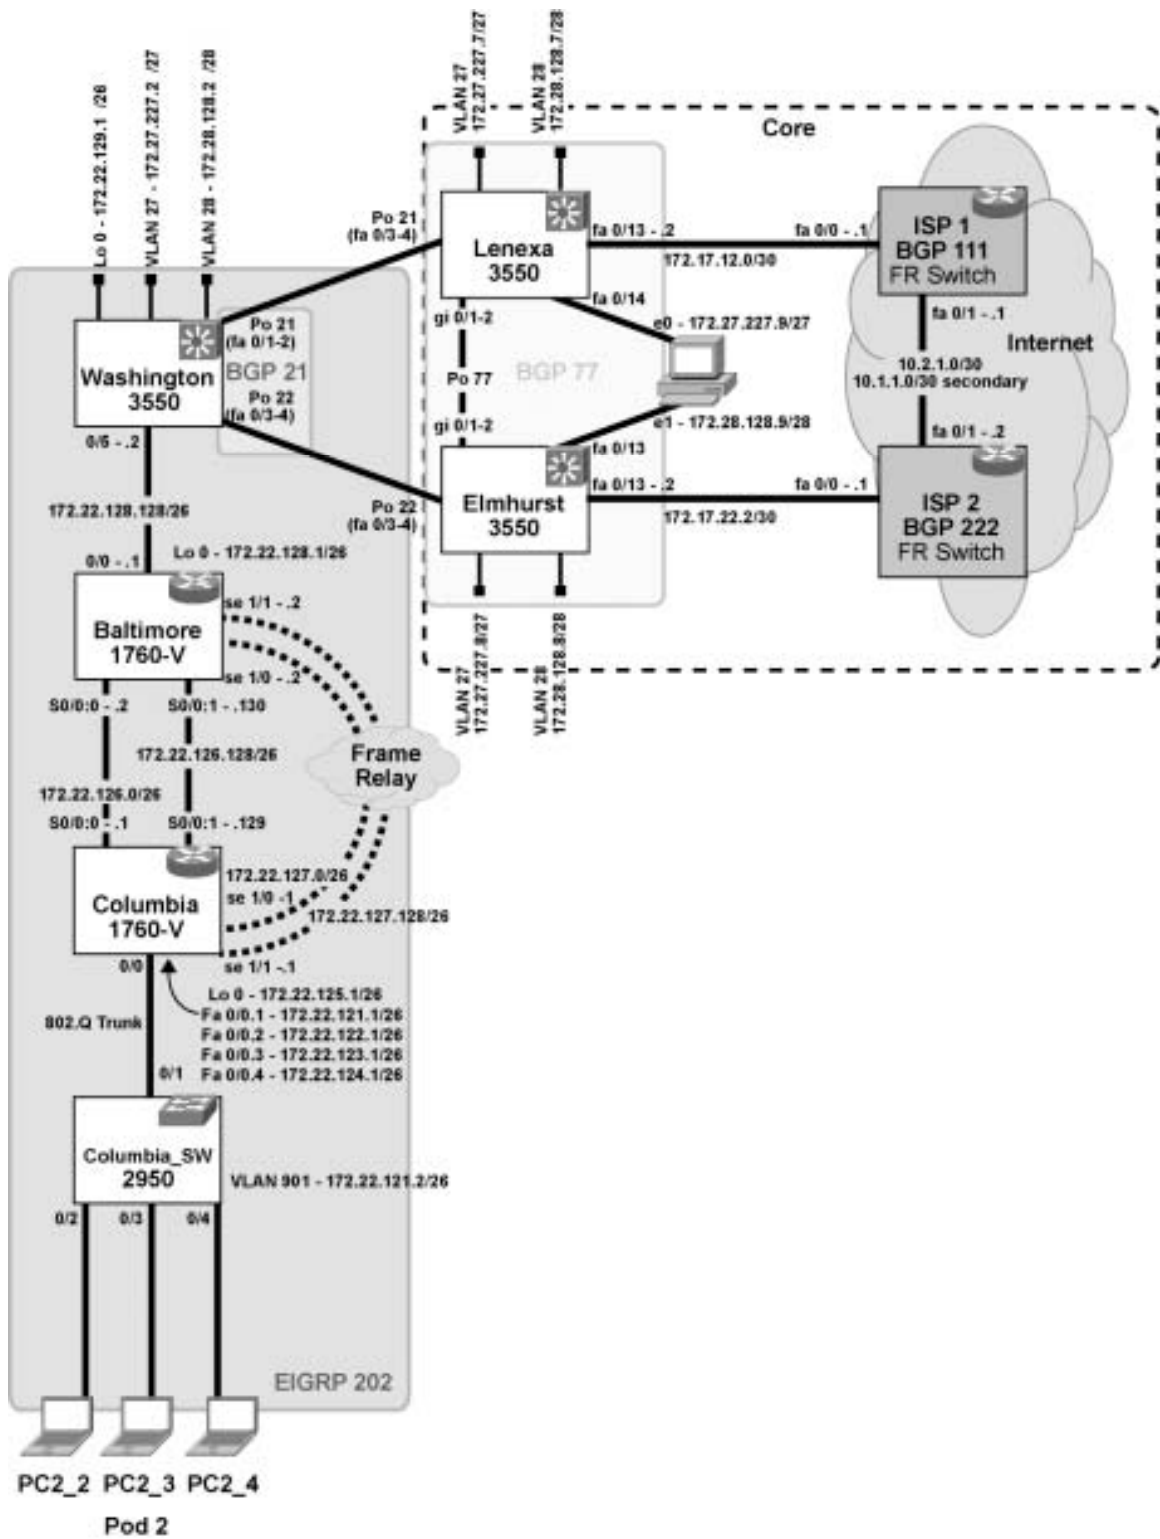 Lo 0 - 172.22.129.1 /26
VLAN 27 - 172.27.227.2 /27
VLAN 28 - 172.28.128.2 /28
VLAN 27
172.27.227.7/27
VLAN 28
172.28.128.7/28
Core
Po 21
(fa 0/3-4)
Lenexa
3550
fa 0/13 - .2
172.17.12.0/30
fa 0/0 - .1
ISP 1
BGP 111
FR Switch
fa 0/14
gi 0/1-2
e0 - 172.27.227.9/27
fa 0/1 - .1
Internet
10.2.1.0/30
10.1.1.0/30 secondary
Po 21
(fa 0/1-2)
BGP 21
Washington
3550
Po 22
(fa 0/3-4)
Po 77
BGP 77
gi 0/1-2
e1 - 172.28.128.9/28
fa 0/1 - .2
0/5 - .2
fa 0/13
fa 0/13 - .2
172.17.22.2/30
fa 0/0 - .1
Elmhurst
3550
ISP 2
BGP 222
FR Switch
Po 22
(fa 0/3-4)
172.22.128.128/26
Lo 0 - 172.22.128.1/26
0/0 - .1
Baltimore
1760-V
se 1/1 - .2
se 1/0 - .2
VLAN 27
172.27.227.8/27
VLAN 28
172.28.128.8/28
S0/0:0 - .2
S0/0:1 - .130
172.22.126.128/26
172.22.126.0/26
Frame
Relay
S0/0:0 - .1
S0/0:1 - .129
Columbia
1760-V
172.22.127.0/26
se 1/0 -1
172.22.127.128/26
se 1/1 -.1
0/0
Lo 0 - 172.22.125.1/26
Fa 0/0.1 - 172.22.121.1/26
Fa 0/0.2 - 172.22.122.1/26
Fa 0/0.3 - 172.22.123.1/26
Fa 0/0.4 - 172.22.124.1/26
802.Q Trunk
0/1
Columbia_SW
2950
VLAN 901 - 172.22.121.2/26
0/2
0/3
0/4
EIGRP 202
PC2_2
PC2_3
PC2_4
Pod 2